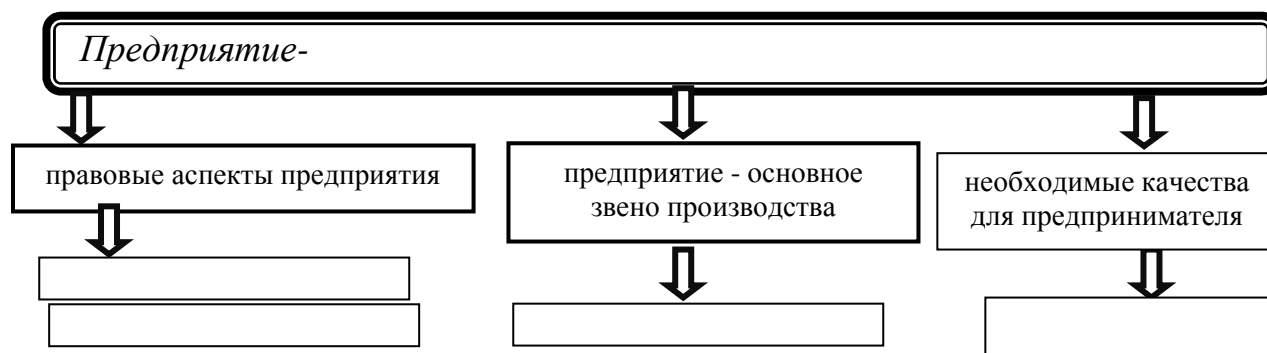 Предприятие-
правовые аспекты предприятия
предприятие - основное
звено производства
необходимые качества
для предпринимателя